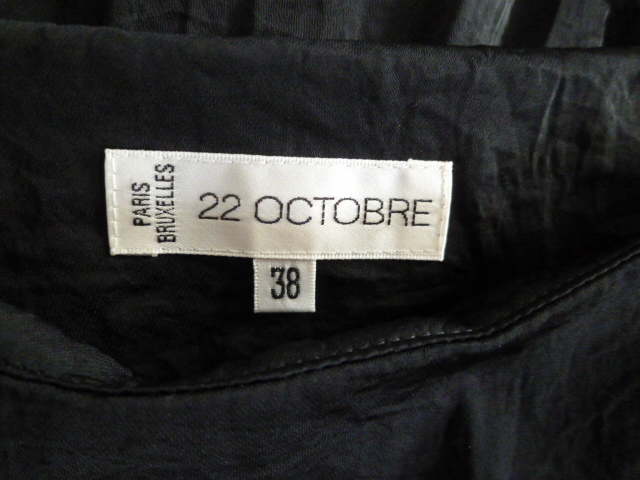 PARIS
BRUXELLES
22 OCTOBRE
38